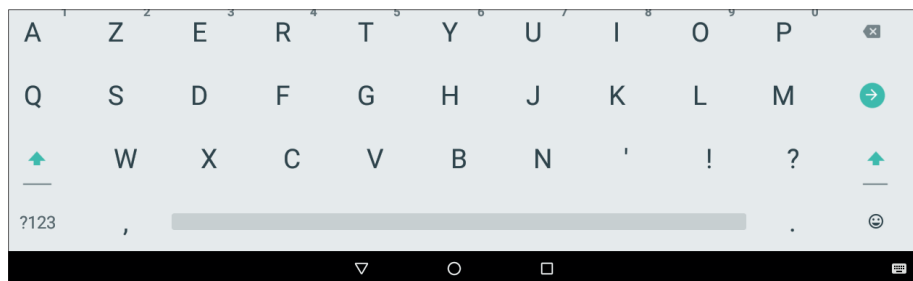 1 2 3 4 5 6 7 8 9 0
A Z E R T Y U I O P
Q S D F G H J K L M
W X C V B N ' ! ?
?123 , .